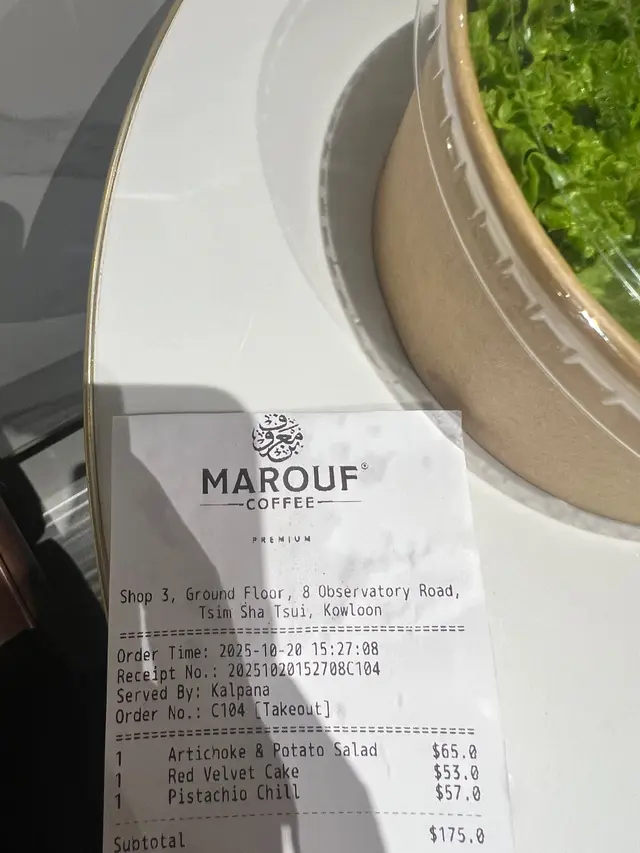 معروف
MAROUF®
COFFEE
PREMIUM
Shop 3, Ground Floor, 8 Observatory Road,
Tsim Sha Tsui, Kowloon
==========================================
Order Time: 2025-10-20 15:27:08
Receipt No.: 20251020152708C104
Served By: Kalpana
Order No.: C104 [Takeout]
==========================================
1 Artichoke & Potato Salad $65.0
1 Red Velvet Cake $53.0
1 Pistachio Chill $57.0
------------------------------------------
Subtotal $175.0